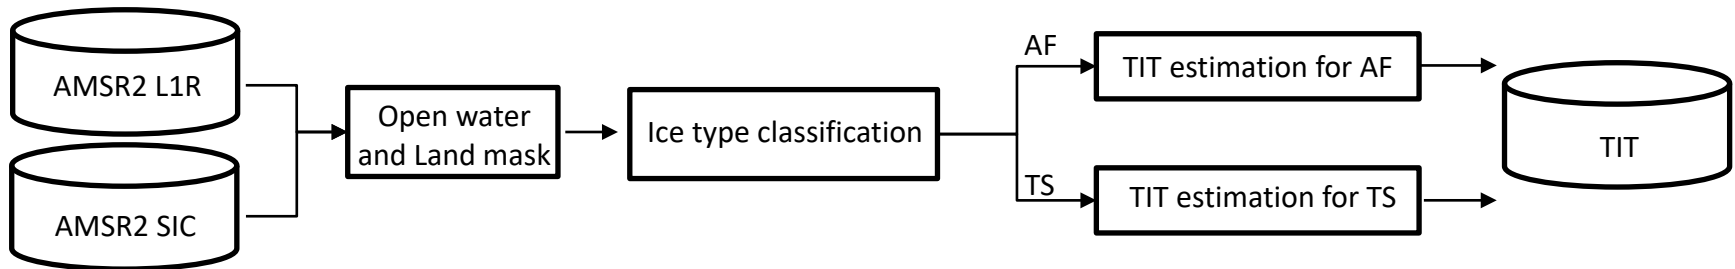 AMSR2 L1R
AMSR2 SIC
Open water
and Land mask
Ice type classification
AF
TS
TIT estimation for AF
TIT estimation for TS
TIT